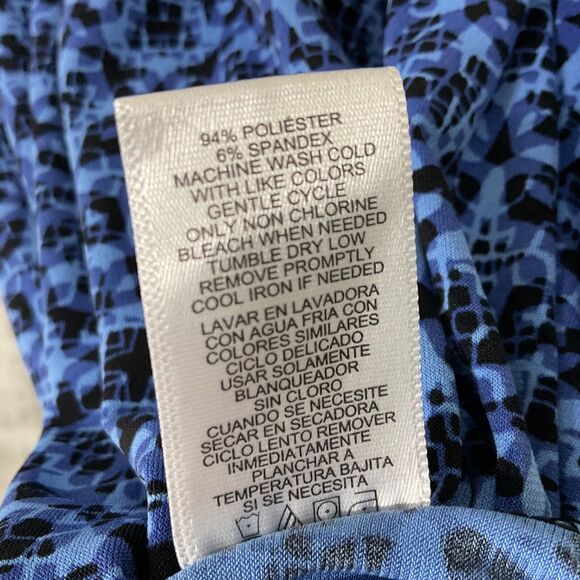 94% POLIÉSTER
6% SPANDEX
MACHINE WASH COLD
WITH LIKE COLORS
GENTLE CYCLE
ONLY NON CHLORINE
BLEACH WHEN NEEDED
TUMBLE DRY LOW
REMOVE PROMPTLY
COOL IRON IF NEEDED
LAVAR EN LAVADORA
CON AGUA FRIA CON
COLORES SIMILARES
CICLO DELICADO
USAR SOLAMENTE
BLANQUEADOR
SIN CLORO
CUANDO SE NECESITE
SECAR EN SECADORA
CICLO LENTO REMOVER
INMEDIATAMENTE
PLANCHAR A
TEMPERATURA BAJITA
SI SE NECESITA